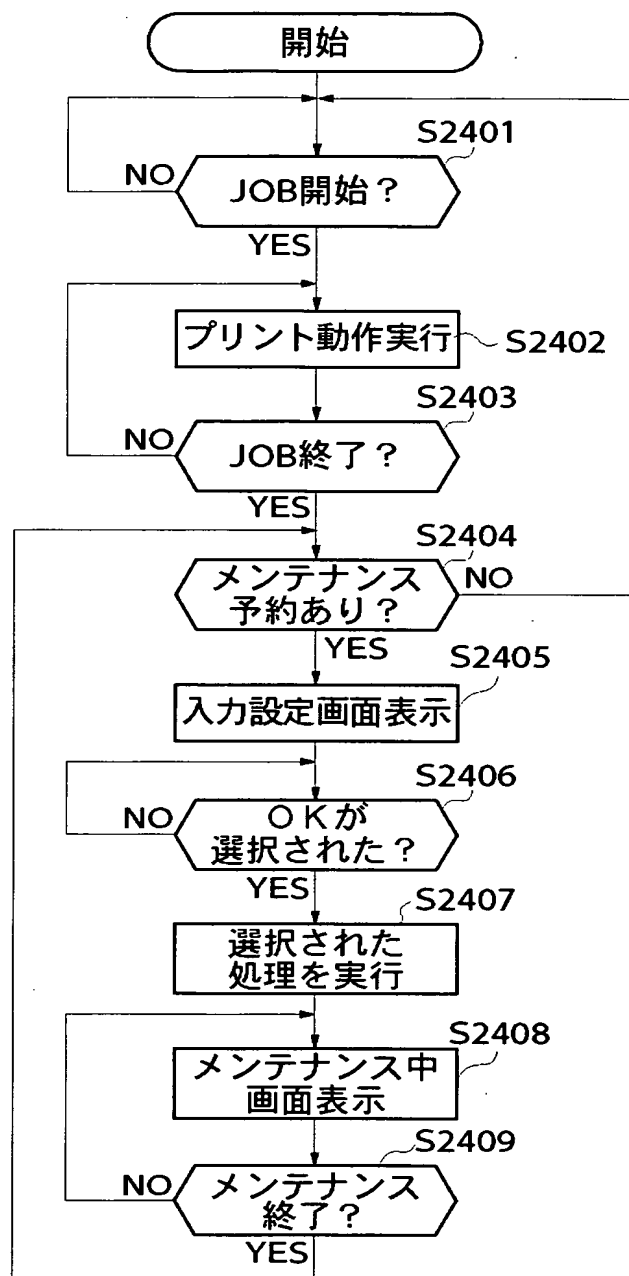 開始
S2401
NO
JOB開始?
YES
プリント動作実行
S2402
S2403
NO
JOB終了?
YES
S2404
メンテナンス
予約あり?
NO
YES
S2405
入力設定画面表示
S2406
NO
OKが
選択された?
YES
S2407
選択された
処理を実行
S2408
メンテナンス中
画面表示
S2409
NO
メンテナンス
終了?
YES